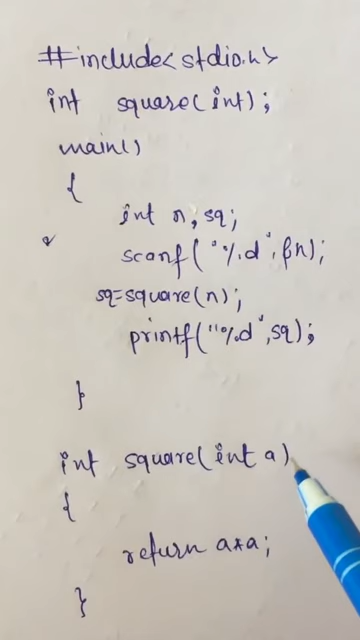 #include<stdio.h>
int square(int);
main()
{
int n, sq;
scanf("%d", &n);
sq=square(n);
printf("%d", sq);
}
int square(int a)
{
return a*a;
}